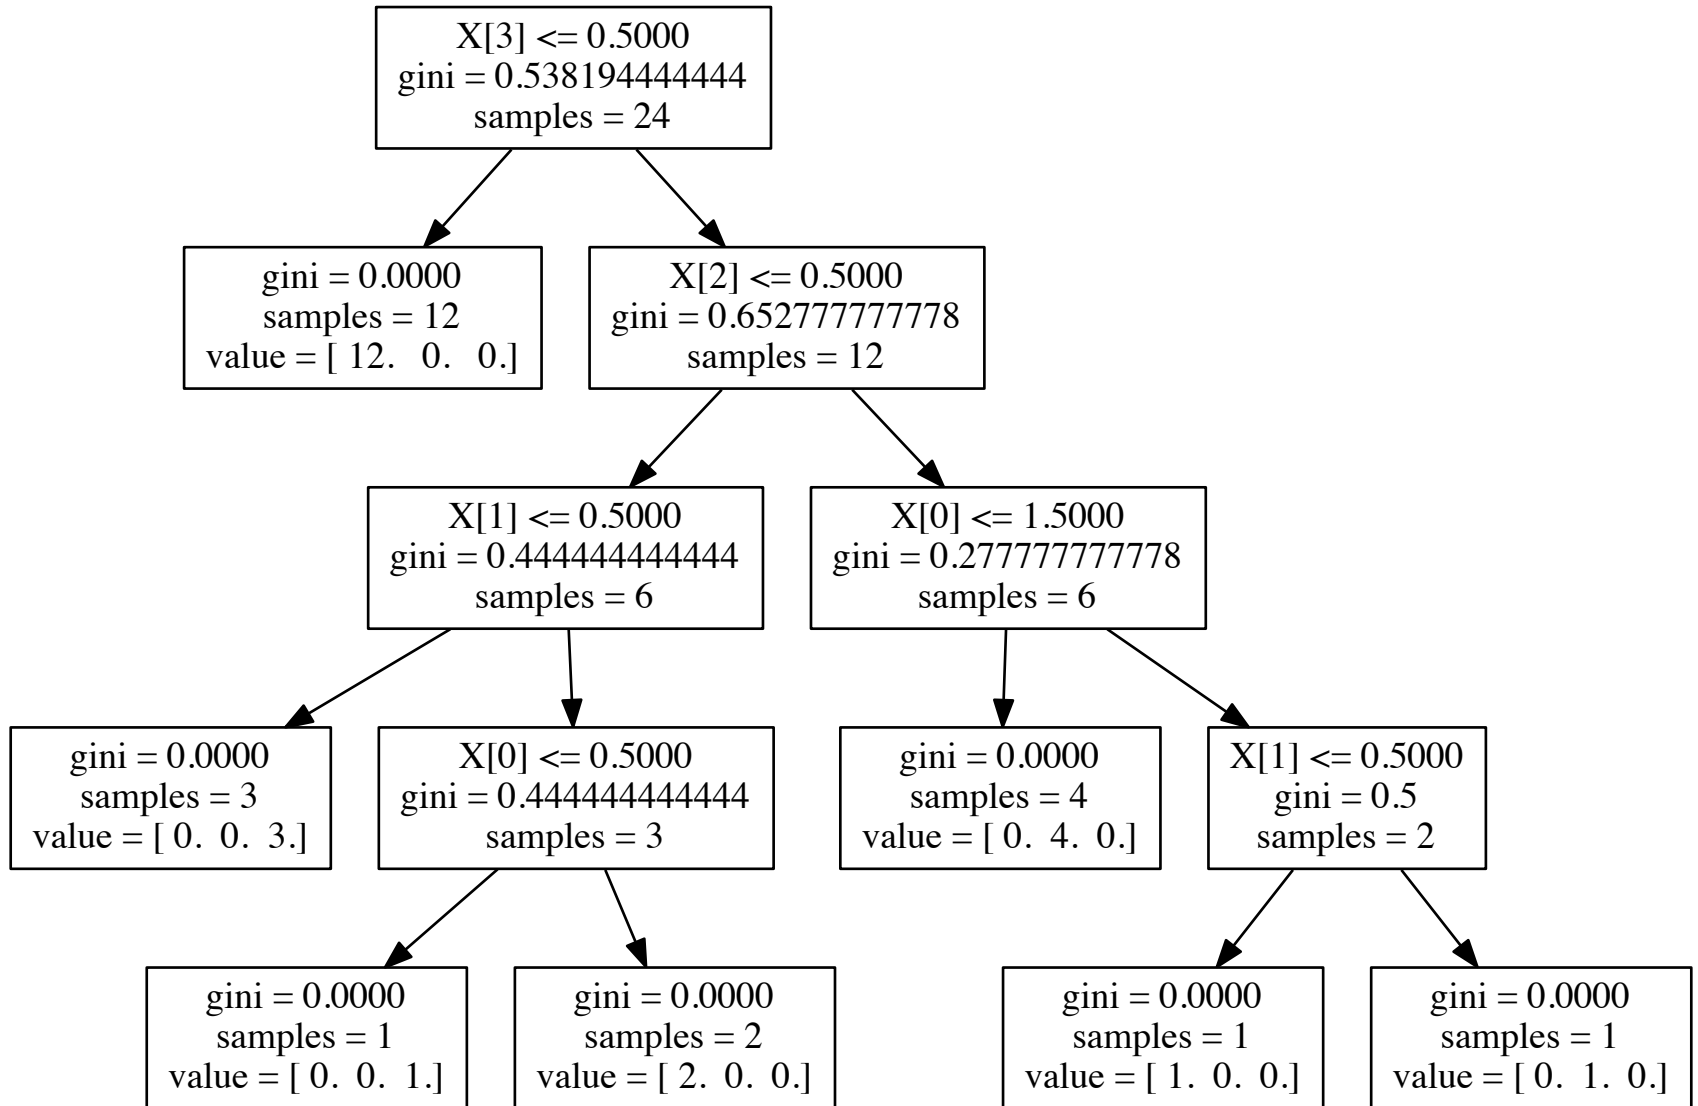 X[3] <= 0.5000
gini = 0.538194444444
samples = 24
gini = 0.0000
samples = 12
value = [ 12.   0.   0.]
X[2] <= 0.5000
gini = 0.652777777778
samples = 12
X[1] <= 0.5000
gini = 0.444444444444
samples = 6
X[0] <= 1.5000
gini = 0.277777777778
samples = 6
gini = 0.0000
samples = 3
value = [ 0.  0.  3.]
X[0] <= 0.5000
gini = 0.444444444444
samples = 3
gini = 0.0000
samples = 4
value = [ 0.  4.  0.]
X[1] <= 0.5000
gini = 0.5
samples = 2
gini = 0.0000
samples = 1
value = [ 0.  0.  1.]
gini = 0.0000
samples = 2
value = [ 2.  0.  0.]
gini = 0.0000
samples = 1
value = [ 1.  0.  0.]
gini = 0.0000
samples = 1
value = [ 0.  1.  0.]